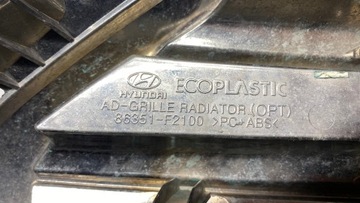 HYUNDAI ECOPLASTIC
AD-GRILLE RADIATOR (OPT)
86351-F2100 >PC+ABS<